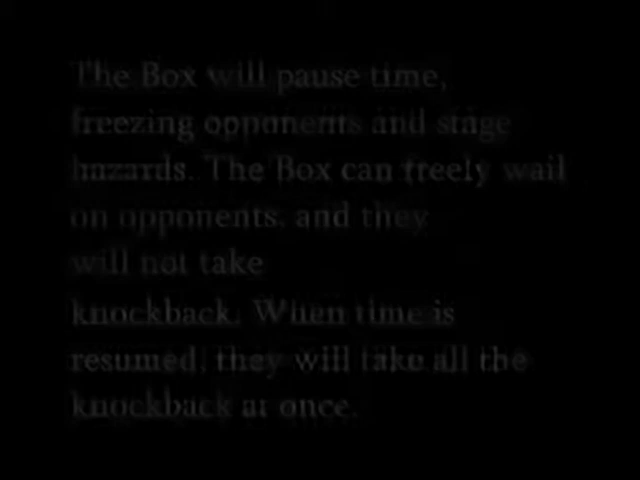 The Box will pause time,
freezing opponents and stage
hazards. The Box can freely wail
on opponents, and they
will not take
knockback. When time is
resumed, they will take all the
knockback at once.